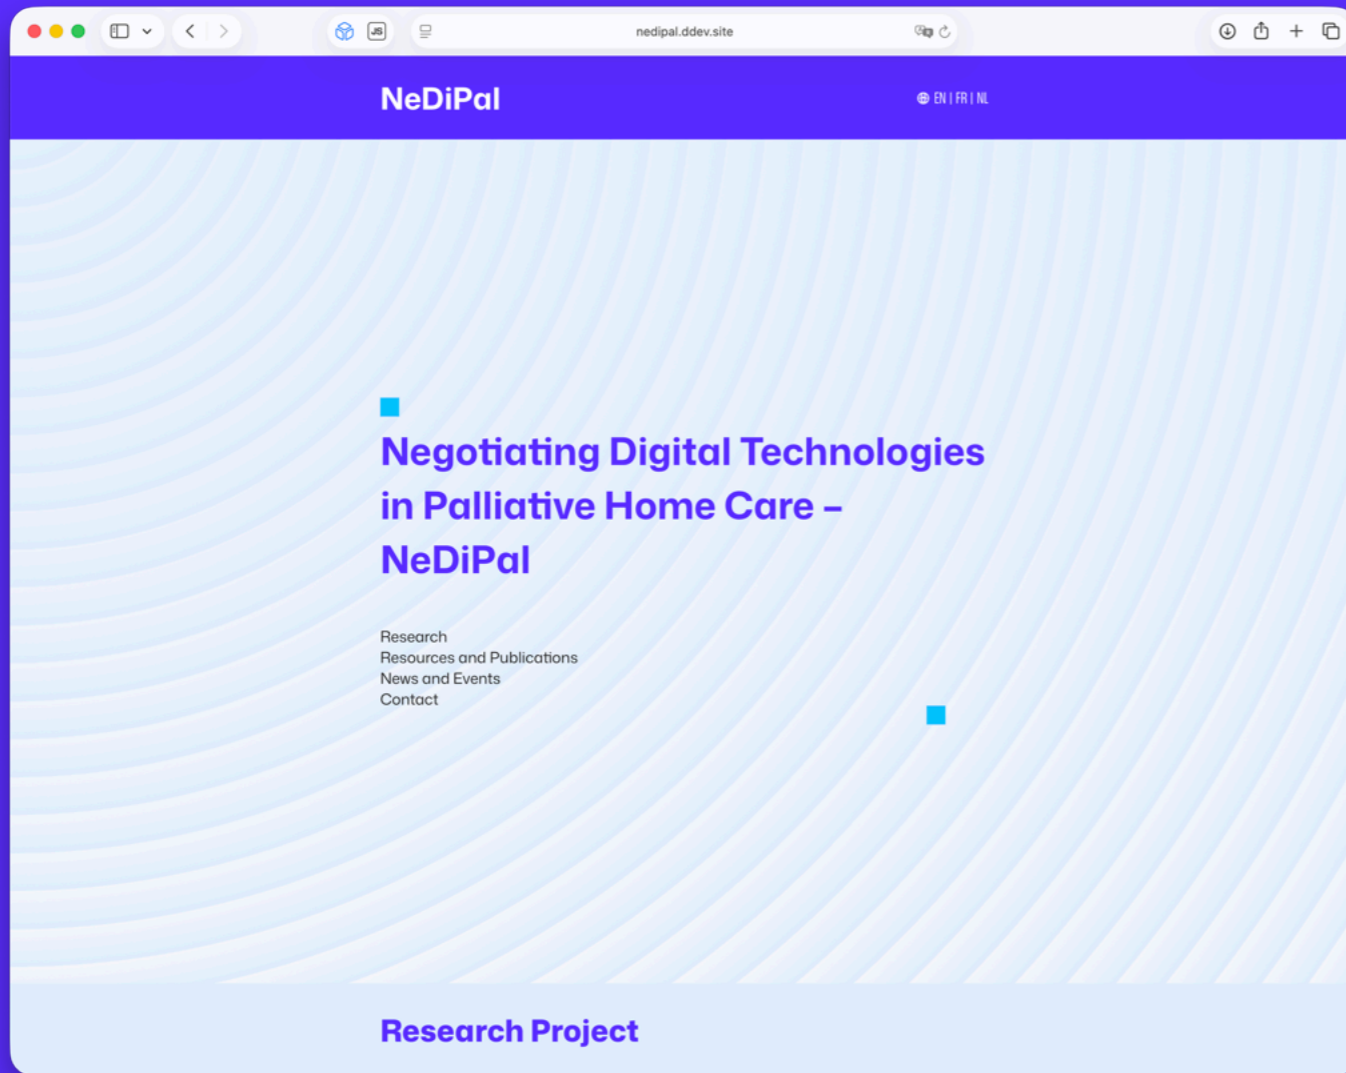 JS
nedipal.ddev.site
NeDiPal
EN | FR | NL
Negotiating Digital Technologies
in Palliative Home Care –
NeDiPal
Research
Resources and Publications
News and Events
Contact
Research Project